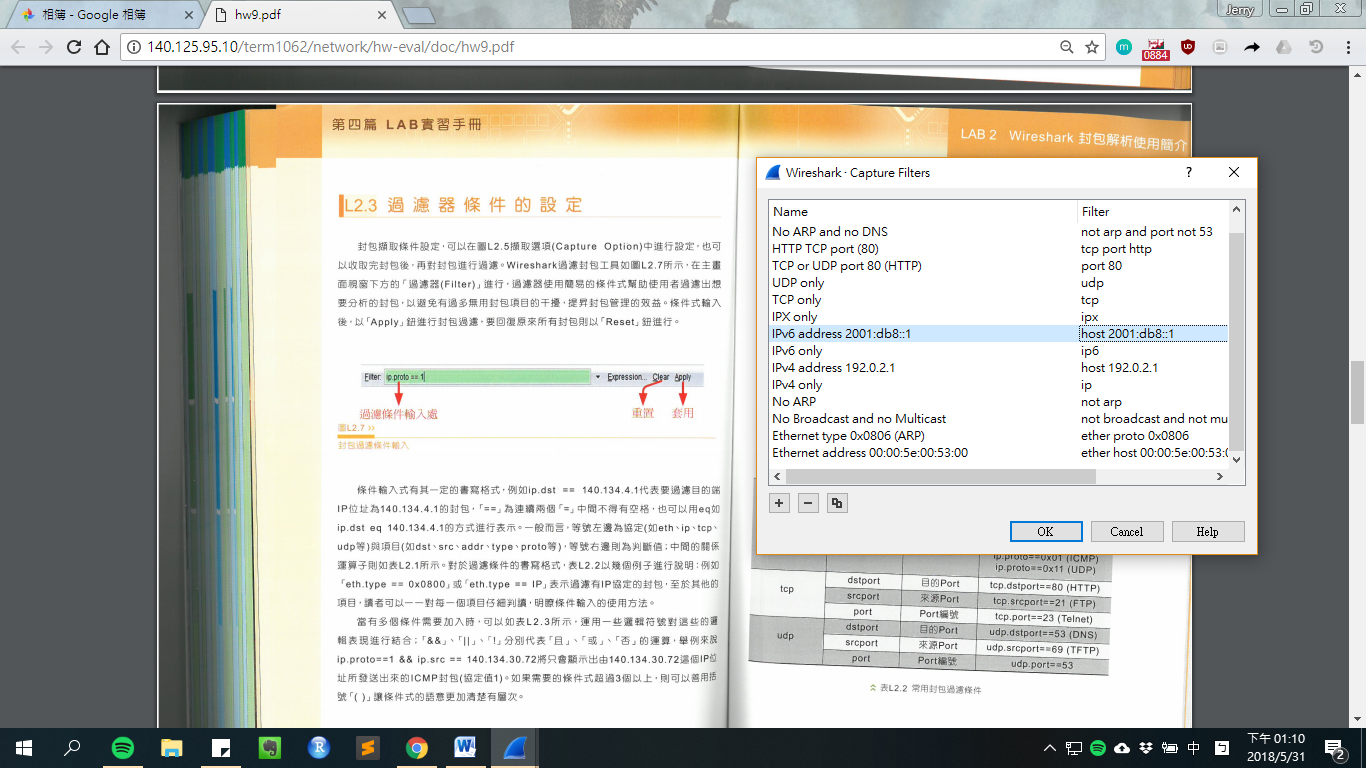 相簿 - Google 相簿
hw9.pdf
Jerry
140.125.95.10/term1062/network/hw-eval/doc/hw9.pdf
0884
第四篇 LAB實習手冊
LAB 2 Wireshark 封包解析使用簡介
L2.3 過濾器條件的設定
封包擷取條件設定，可以在圖L2.5擷取選項(Capture Option)中進行設定，也可
以收取完封包後，再對封包進行過濾。Wireshark過濾封包工具如圖L2.7所示，在主畫
面視窗下方的「過濾器(Filter)」進行，過濾器使用簡易的條件式幫助使用者過濾出想
要分析的封包，以避免有過多無用封包項目的干擾，提昇封包管理的效益。條件式輸入
後，以「Apply」鈕進行封包過濾，要回復原來所有封包則以「Reset」鈕進行。
Filter: ip.proto == 1 Expression... Clear Apply
過濾條件輸入處 重置 套用
圖L2.7 ››
封包過濾條件輸入
條件輸入式有其一定的書寫格式，例如ip.dst == 140.134.4.1代表要過濾目的端
IP位址為140.134.4.1的封包，「==」為連續兩個「=」中間不得有空格，也可以用eq如
ip.dst eq 140.134.4.1的方式進行表示。一般而言，等號左邊為協定(如eth、ip、tcp、
udp等)與項目(如dst、src、addr、type、proto等)，等號右邊則為判斷值；中間的關係
運算子則如表L2.1所示。對於過濾條件的書寫格式，表L2.2以幾個例子進行說明：例如
「eth.type == 0x0800」或「eth.type == IP」表示過濾有IP協定的封包，至於其他的
項目，讀者可以一一對每一個項目仔細判讀，明瞭條件輸入的使用方法。
當有多個條件需要加入時，可以如表L2.3所示，運用一些邏輯符號對這些的邏
輯表現進行結合；「&&」、「||」、「!」分別代表「且」、「或」、「否」的運算，舉例來說
ip.proto==1 && ip.src == 140.134.30.72將只會顯示出由140.134.30.72這個IP位
址所發送出來的ICMP封包(協定值1)。如果需要的條件式超過3個以上，則可以善用括
號「( )」讓條件式的語意更加清楚有層次。
Wireshark · Capture Filters
Name Filter
No ARP and no DNS not arp and port not 53
HTTP TCP port (80) tcp port http
TCP or UDP port 80 (HTTP) port 80
UDP only udp
TCP only tcp
IPX only ipx
IPv6 address 2001:db8::1 host 2001:db8::1
IPv6 only ip6
IPv4 address 192.0.2.1 host 192.0.2.1
IPv4 only ip
No ARP not arp
No Broadcast and no Multicast not broadcast and not mu
Ethernet type 0x0806 (ARP) ether proto 0x0806
Ethernet address 00:00:5e:00:53:00 ether host 00:00:5e:00:53:0
OK Cancel Help
ip.proto==0x01 (ICMP)
ip.proto==0x11 (UDP)
tcp dstport 目的Port tcp.dstport==80 (HTTP)
srcport 來源Port tcp.srcport==21 (FTP)
port Port編號 tcp.port==23 (Telnet)
udp dstport 目的Port udp.dstport==53 (DNS)
srcport 來源Port udp.srcport==69 (TFTP)
port Port編號 udp.port==53
表L2.2 常用封包過濾條件
中
下午 01:10
2018/5/31
2